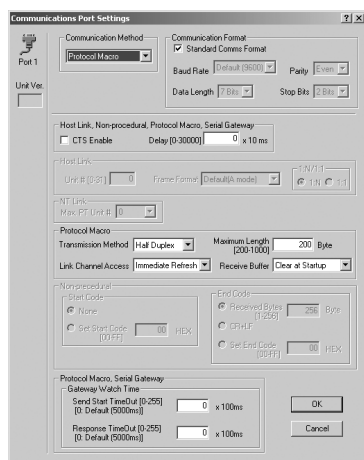 Communications Port Settings
Port 1
Unit Ver.
Communication Method
Protocol Macro
Communication Format
Standard Comms Format
Baud Rate Default (9600) Parity Even
Data Length 7 Bits Stop Bits 2 Bits
Host Link, Non-procedural, Protocol Macro, Serial Gateway
CTS Enable Delay [0-30000] 0 x 10 ms
Host Link
Unit # [0-31] 0 Frame Format Default(A mode)
1:N/1:1
1:N 1:1
NT Link
Max. PT Unit # 0
Protocol Macro
Transmission Method Half Duplex
Maximum Length [200-1000] 200 Byte
Link Channel Access Immediate Refresh Receive Buffer Clear at Startup
Non-precedural
Start Code
None
Set Start Code [00-FF] 00 HEX
End Code
Received Bytes [1-256] 256 Byte
CR+LF
Set End Code [00-FF] 00 HEX
Protocol Macro, Serial Gateway
Gateway Watch Time
Send Start TimeOut [0-255]
[0: Default (5000ms)] 0 x 100ms
Response TimeOut [0-255]
[0: Default (5000ms)] 0 x 100ms
OK
Cancel